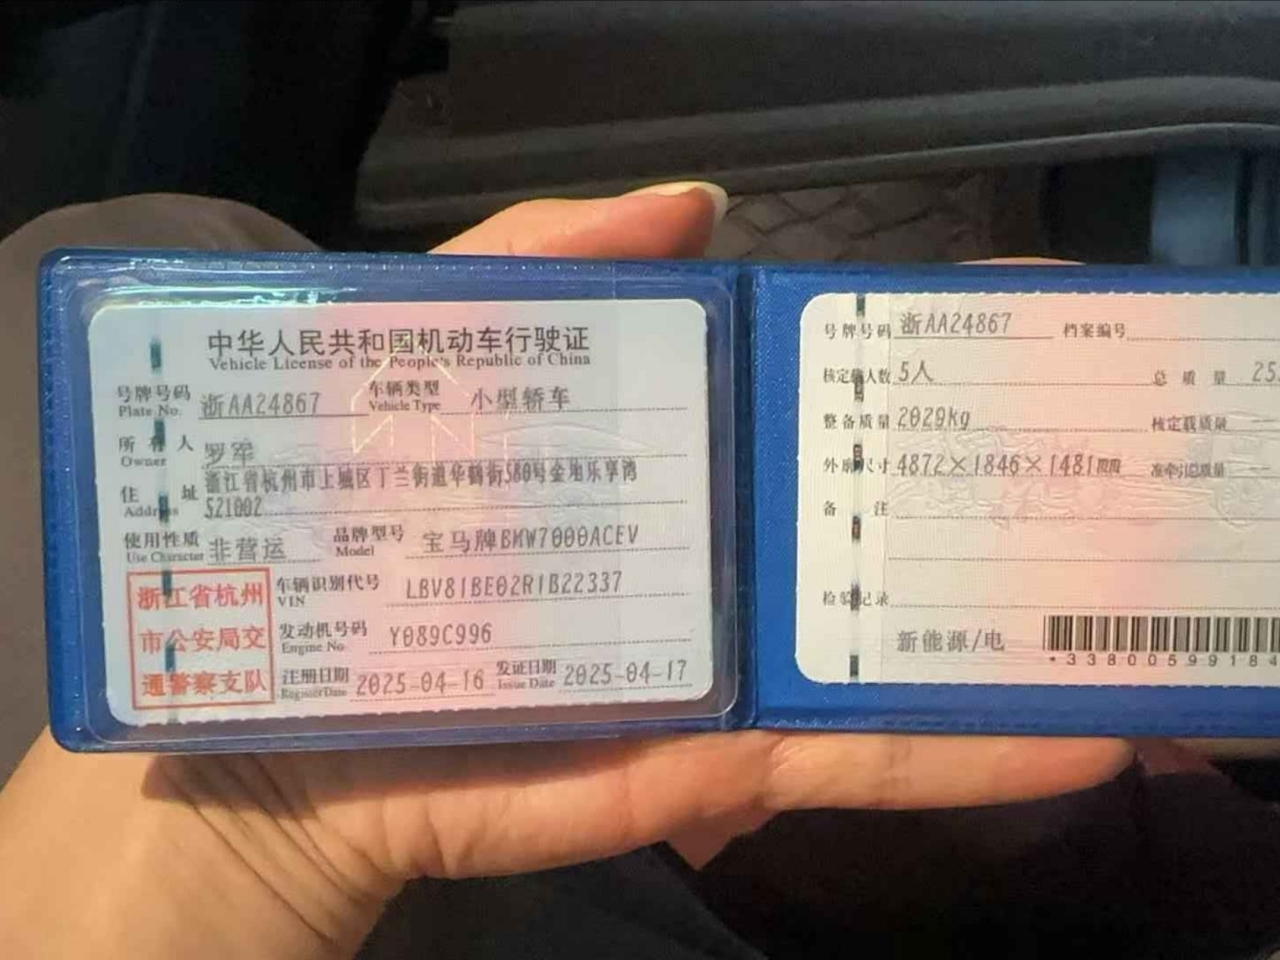 中华人民共和国机动车行驶证
Vehicle License of the People's Republic of China
号牌号码 浙AA24867 车辆类型 小型轿车
Plate No. Vehicle Type
所有人 罗军
Owner
住址 浙江省杭州市上城区丁兰街道华鹤街580号金地乐享湾
Address 521002
使用性质 非营运 品牌型号 宝马牌BMW7000ACEV
Use Character Model
车辆识别代号 LBV81BE02R1B22337
VIN
发动机号码 Y089C996
Engine No.
注册日期 2025-04-16 发证日期 2025-04-17
Register Date Issue Date
浙江省杭州
市公安局交
通警察支队
号牌号码 浙AA24867 档案编号
核定载人数 5人 总质量 25
整备质量 2029kg 核定载质量
外廓尺寸 4872×1846×1481mm 准牵引总质量
备注
检验记录
新能源/电
*33800599184